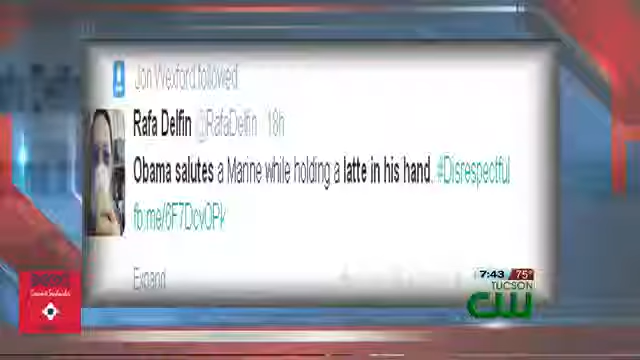 Jon Wexford followed
Rafa Delfin @RafaDelfin 18h
Obama salutes a Marine while holding a latte in his hand. #Disrespectful
fb.me/6F7Dcv0Pk
Expand
7:43 75°
TUCSON
CW